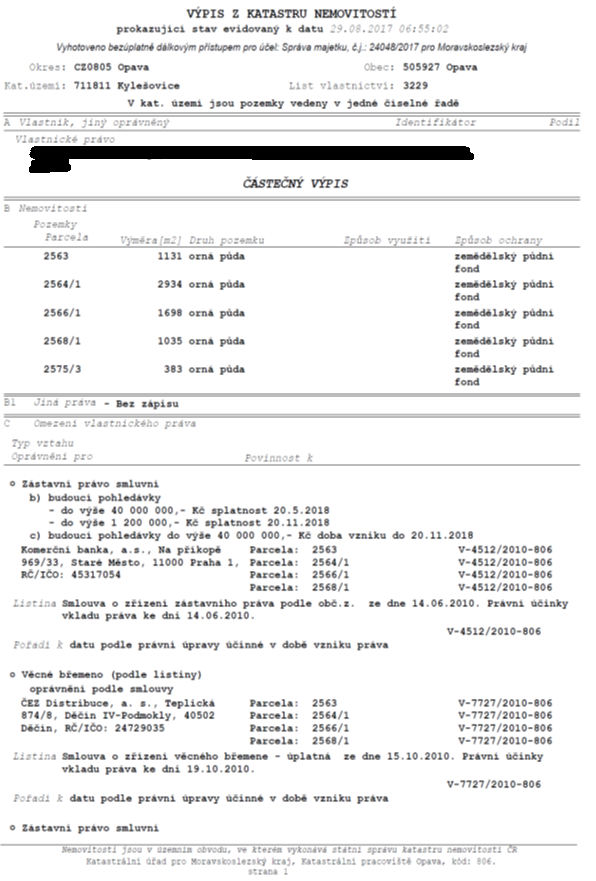 VÝPIS Z KATASTRU NEMOVITOSTÍ
prokazující stav evidovaný k datu 29.08.2017 06:55:02
Vyhotoveno bezúplatně dálkovým přístupem pro účel: Správa majetku, č.j.: 24048/2017 pro Moravskoslezský kraj
Okres: CZ0805 Opava Obec: 505927 Opava
Kat.území: 711811 Kylešovice List vlastnictví: 3229
V kat. území jsou pozemky vedeny v jedné číselné řadě
A Vlastník, jiný oprávněný Identifikátor Podíl
Vlastnické právo
ČÁSTEČNÝ VÝPIS
B Nemovitosti
Pozemky
Parcela Výměra[m2] Druh pozemku Způsob využití Způsob ochrany
2563 1131 orná půda zemědělský půdní
fond
2564/1 2934 orná půda zemědělský půdní
fond
2566/1 1698 orná půda zemědělský půdní
fond
2568/1 1035 orná půda zemědělský půdní
fond
2575/3 383 orná půda zemědělský půdní
fond
B1 Jiná práva - Bez zápisu
C Omezení vlastnického práva
Typ vztahu
Oprávnění pro Povinnost k
o Zástavní právo smluvní
b) budoucí pohledávky
- do výše 40 000 000,- Kč splatnost 20.5.2018
- do výše 1 200 000,- Kč splatnost 20.11.2018
c) budoucí pohledávky do výše 40 000 000,- Kč doba vzniku do 20.11.2018
Komerční banka, a.s., Na příkopě Parcela: 2563 V-4512/2010-806
969/33, Staré Město, 11000 Praha 1, Parcela: 2564/1 V-4512/2010-806
RČ/IČO: 45317054 Parcela: 2566/1 V-4512/2010-806
Parcela: 2568/1 V-4512/2010-806
Listina Smlouva o zřízení zástavního práva podle obč.z. ze dne 14.06.2010. Právní účinky
vkladu práva ke dni 14.06.2010.
V-4512/2010-806
Pořadí k datu podle právní úpravy účinné v době vzniku práva
o Věcné břemeno (podle listiny)
oprávnění podle smlouvy
ČEZ Distribuce, a. s., Teplická Parcela: 2563 V-7727/2010-806
874/8, Děčín IV-Podmokly, 40502 Parcela: 2564/1 V-7727/2010-806
Děčín, RČ/IČO: 24729035 Parcela: 2566/1 V-7727/2010-806
Parcela: 2568/1 V-7727/2010-806
Listina Smlouva o zřízení věcného břemene - úplatná ze dne 15.10.2010. Právní účinky
vkladu práva ke dni 19.10.2010.
V-7727/2010-806
Pořadí k datu podle právní úpravy účinné v době vzniku práva
o Zástavní právo smluvní
Nemovitosti jsou v územním obvodu, ve kterém vykonává státní správu katastru nemovitostí ČR
Katastrální úřad pro Moravskoslezský kraj, Katastrální pracoviště Opava, kód: 806.
strana 1